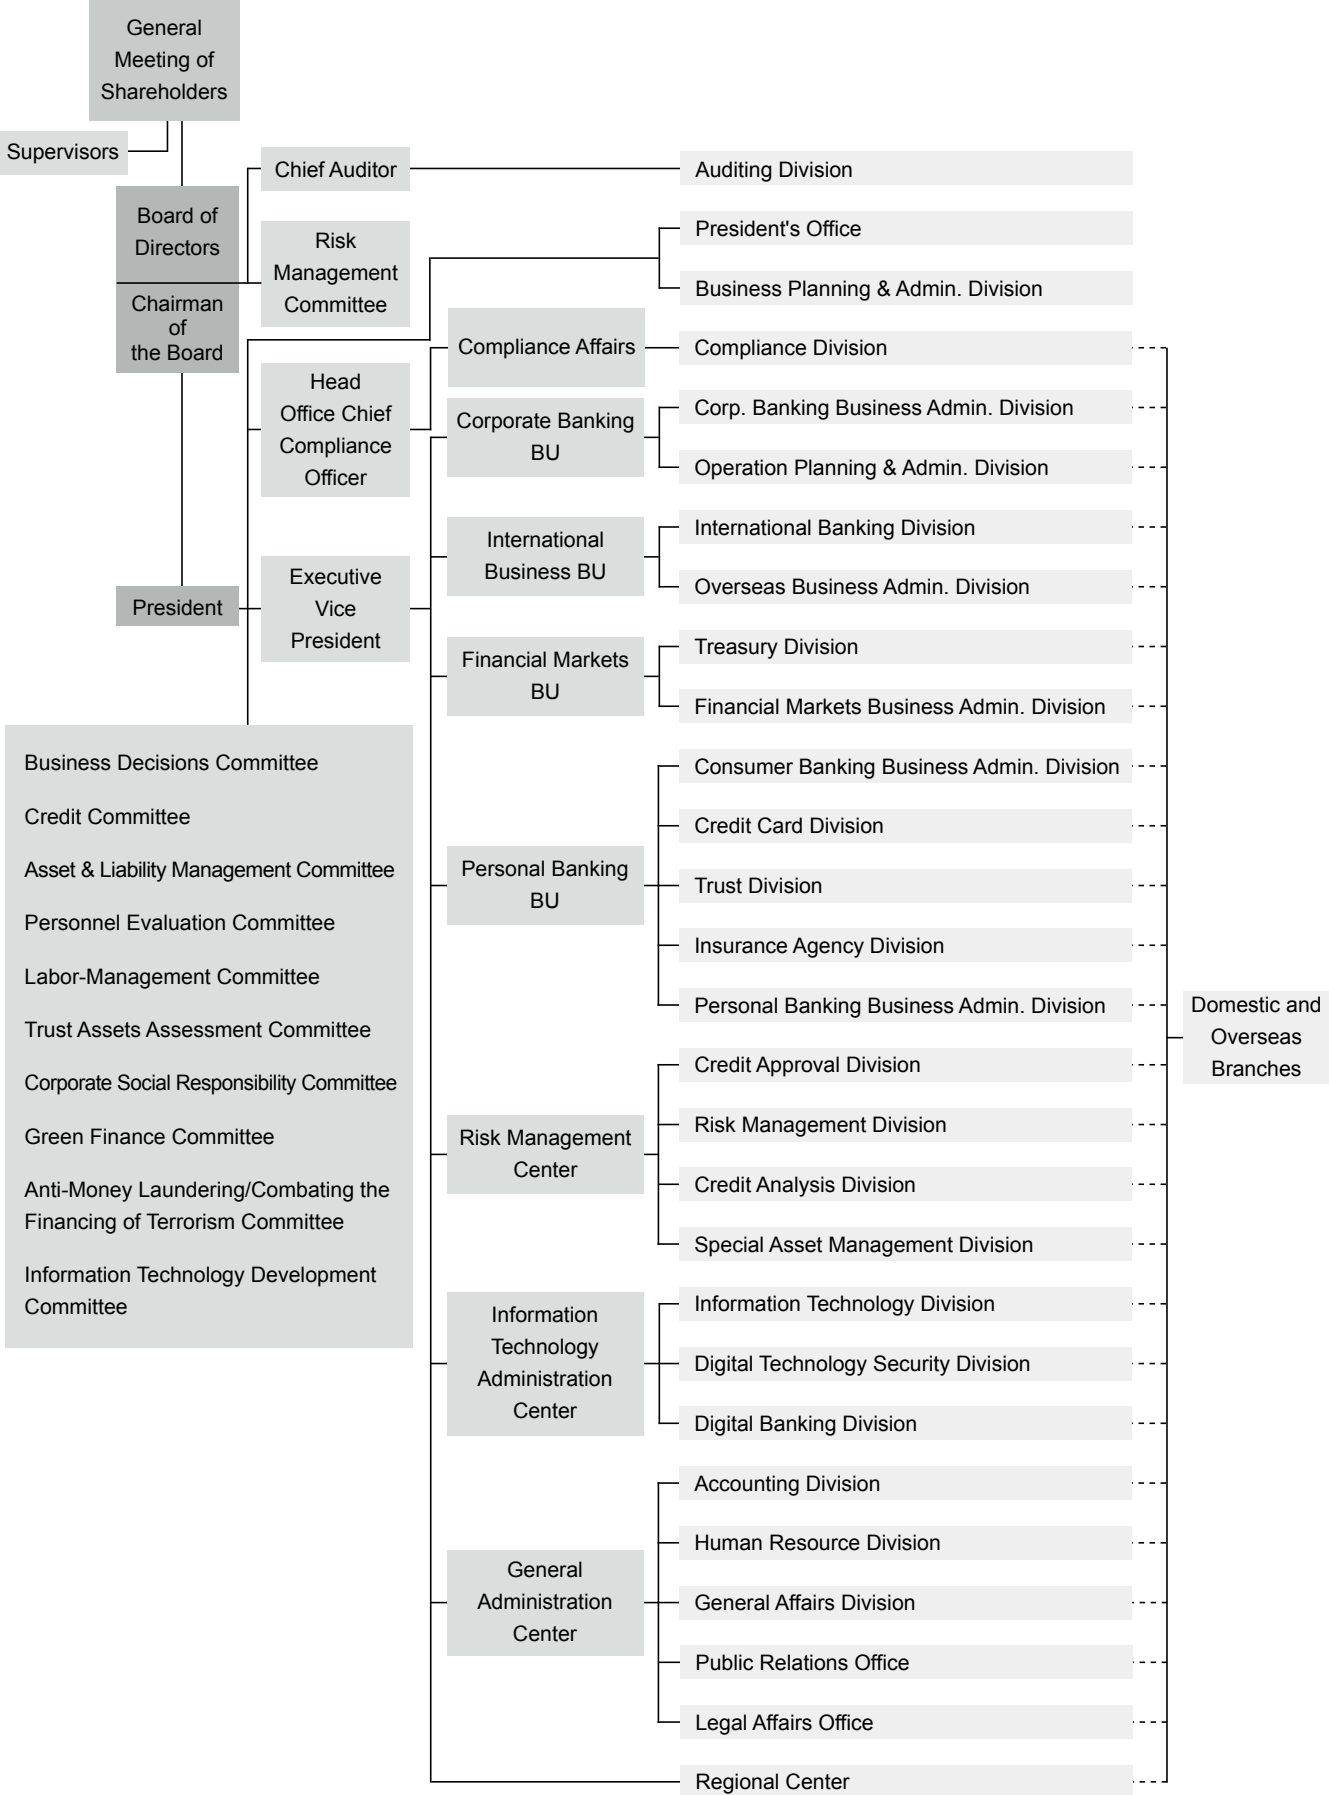 General
Meeting of
Shareholders
Supervisors
Board of
Directors
Chairman
of
the Board
President
Chief Auditor
Risk
Management
Committee
Head
Office Chief
Compliance
Officer
Executive
Vice
President
Business Decisions Committee
Credit Committee
Asset & Liability Management Committee
Personnel Evaluation Committee
Labor-Management Committee
Trust Assets Assessment Committee
Corporate Social Responsibility Committee
Green Finance Committee
Anti-Money Laundering/Combating the
Financing of Terrorism Committee
Information Technology Development
Committee
Auditing Division
President's Office
Business Planning & Admin. Division
Compliance Affairs
Compliance Division
Corporate Banking
BU
Corp. Banking Business Admin. Division
Operation Planning & Admin. Division
International
Business BU
International Banking Division
Overseas Business Admin. Division
Financial Markets
BU
Treasury Division
Financial Markets Business Admin. Division
Personal Banking
BU
Consumer Banking Business Admin. Division
Credit Card Division
Trust Division
Insurance Agency Division
Personal Banking Business Admin. Division
Risk Management
Center
Credit Approval Division
Risk Management Division
Credit Analysis Division
Special Asset Management Division
Information
Technology
Administration
Center
Information Technology Division
Digital Technology Security Division
Digital Banking Division
General
Administration
Center
Accounting Division
Human Resource Division
General Affairs Division
Public Relations Office
Legal Affairs Office
Regional Center
Domestic and
Overseas
Branches